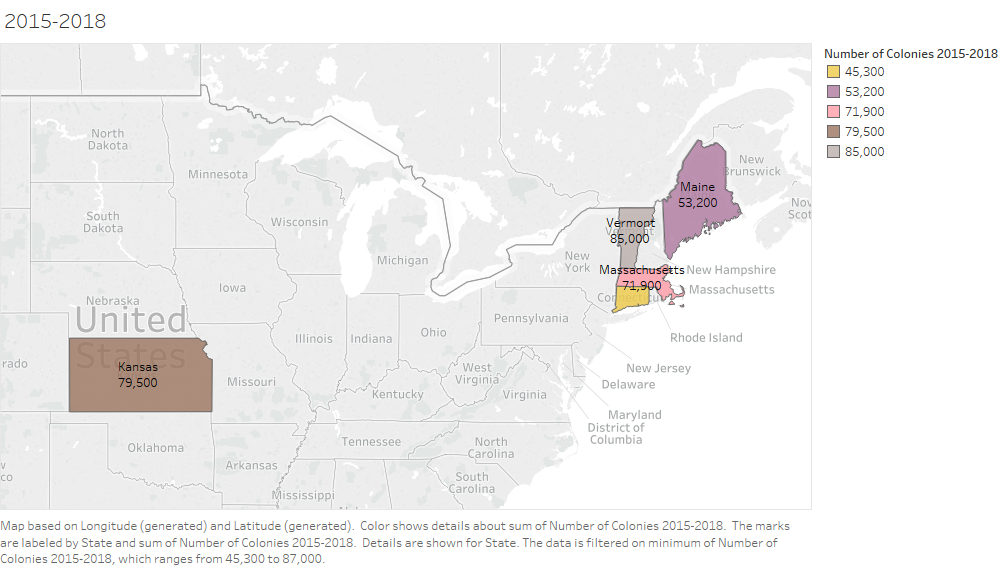 2015-2018
Number of Colonies 2015-2018
45,300
53,200
71,900
79,500
85,000
North
Dakota
Minnesota
South
Dakota
Wisconsin
Michigan
Iowa
Nebraska
United
States
Illinois
Indiana
Ohio
Pennsylvania
New
York
Maine
53,200
New
Brunswick
Nov
Scot
Vermont
85,000
Massachusetts
71,900
New Hampshire
Massachusetts
Connecticut
Rhode Island
New Jersey
Delaware
Maryland
District of
Columbia
rado
Kansas
79,500
Missouri
West
Virginia
Virginia
Kentucky
Oklahoma
Arkansas
Tennessee
North
Carolina
South
Carolina
Mississippi
w
co
Map based on Longitude (generated) and Latitude (generated).  Color shows details about sum of Number of Colonies 2015-2018.  The marks
are labeled by State and sum of Number of Colonies 2015-2018.  Details are shown for State. The data is filtered on minimum of Number of
Colonies 2015-2018, which ranges from 45,300 to 87,000.